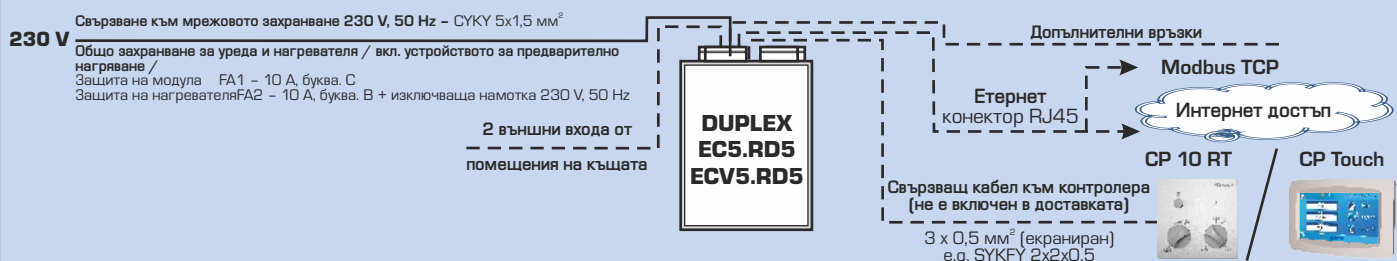 Свързване към мрежовото захранване 230 V, 50 Hz – CYKY 5x1,5 мм²
230 V
Общо захранване за уреда и нагревателя / вкл. устройството за предварително
нагряване /
Защита на модула FA1 – 10 A, буква. C
Защита на нагревателяFA2 – 10 A, буква. B + изключваща намотка 230 V, 50 Hz
2 външни входа от
помещения на къщата
DUPLEX
EC5.RD5
ECV5.RD5
Допълнителни връзки
Modbus TCP
Етернет
конектор RJ45
Интернет достъп
CP 10 RT
CP Touch
Свързващ кабел към контролера
(не е включен в доставката)
3 x 0,5 мм² (екраниран)
e.g. SYKFY 2x2x0,5